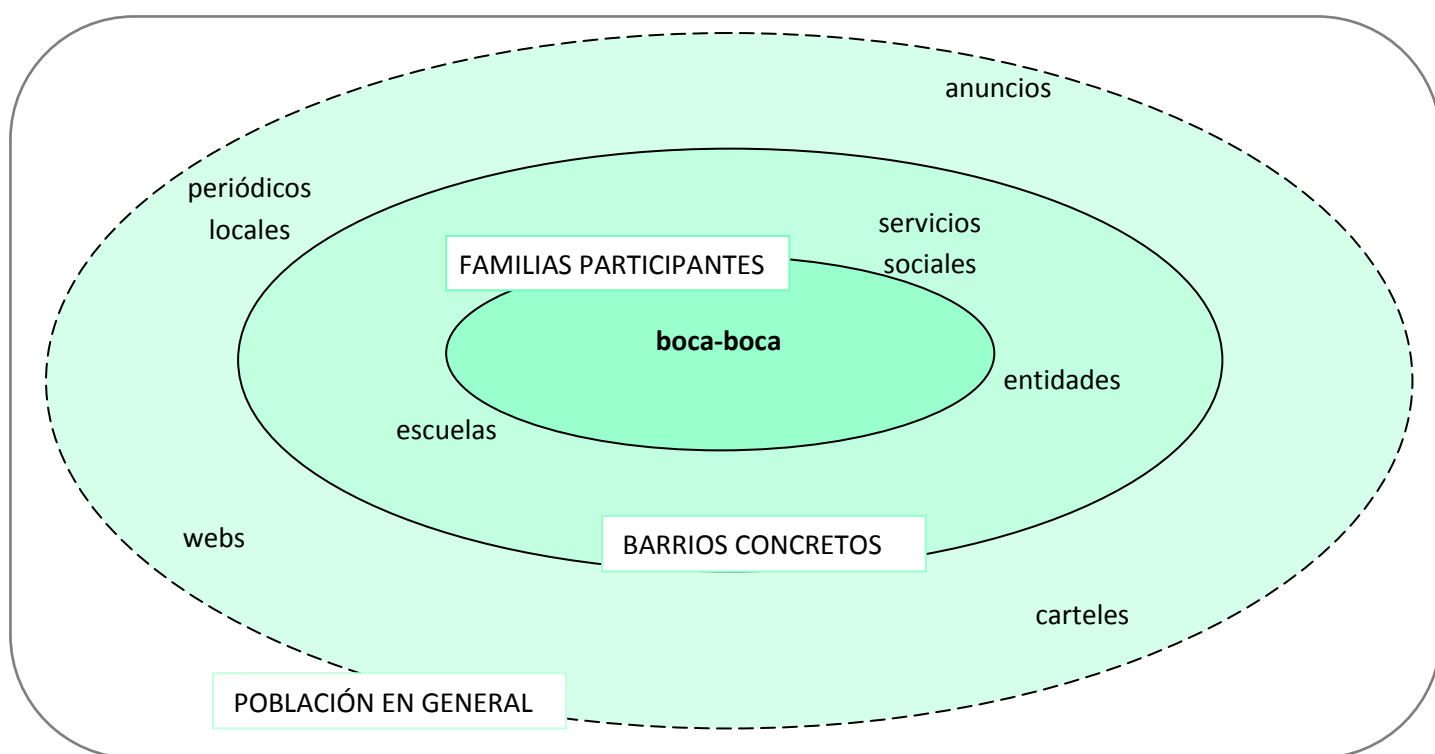 anuncios
periódicos
locales
servicios
sociales
FAMILIAS PARTICIPANTES
boca-boca
entidades
escuelas
webs
BARRIOS CONCRETOS
carteles
POBLACIÓN EN GENERAL